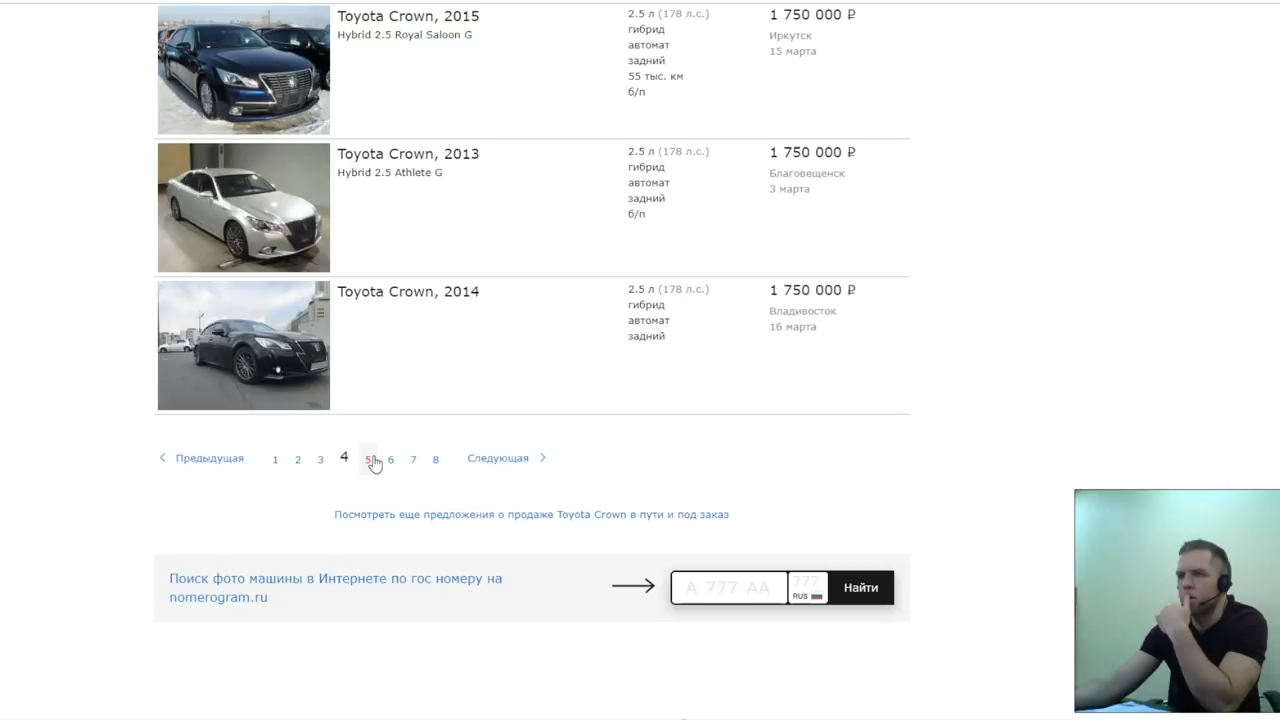 Toyota Crown, 2015
Hybrid 2.5 Royal Saloon G
2.5 л (178 л.с.)
гибрид
автомат
задний
55 тыс. км
б/п
1 750 000 ₽
Иркутск
15 марта
Toyota Crown, 2013
Hybrid 2.5 Athlete G
2.5 л (178 л.с.)
гибрид
автомат
задний
б/п
1 750 000 ₽
Благовещенск
3 марта
Toyota Crown, 2014
2.5 л (178 л.с.)
гибрид
автомат
задний
1 750 000 ₽
Владивосток
16 марта
Предыдущая 1 2 3 4 5 6 7 8 Следующая
Посмотреть еще предложения о продаже Toyota Crown в пути и под заказ
Поиск фото машины в Интернете по гос номеру на
nomerogram.ru
А 777 АА
777
RUS
Найти